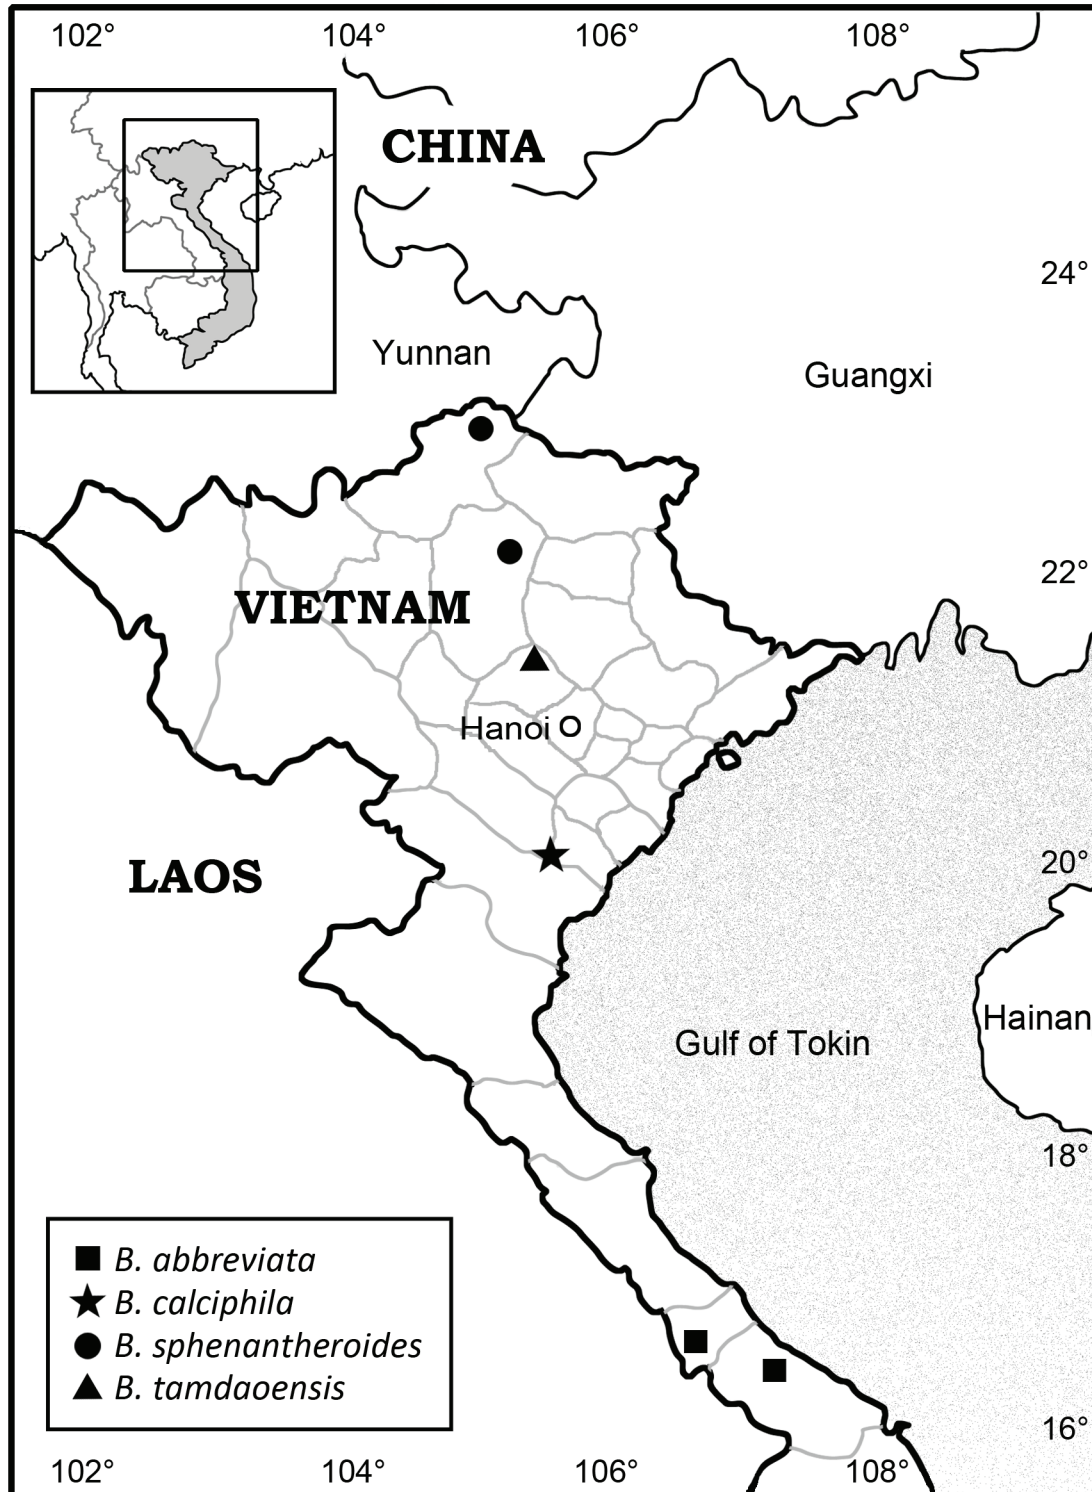 102° 104° 106° 108°
CHINA
24°
Yunnan
Guangxi
22°
VIETNAM
Hanoi
20°
LAOS
Hainan
Gulf of Tokin
18°
B. abbreviata
B. calciphila
B. sphenantheroides
B. tamdaoensis
16°
102° 104° 106° 108°